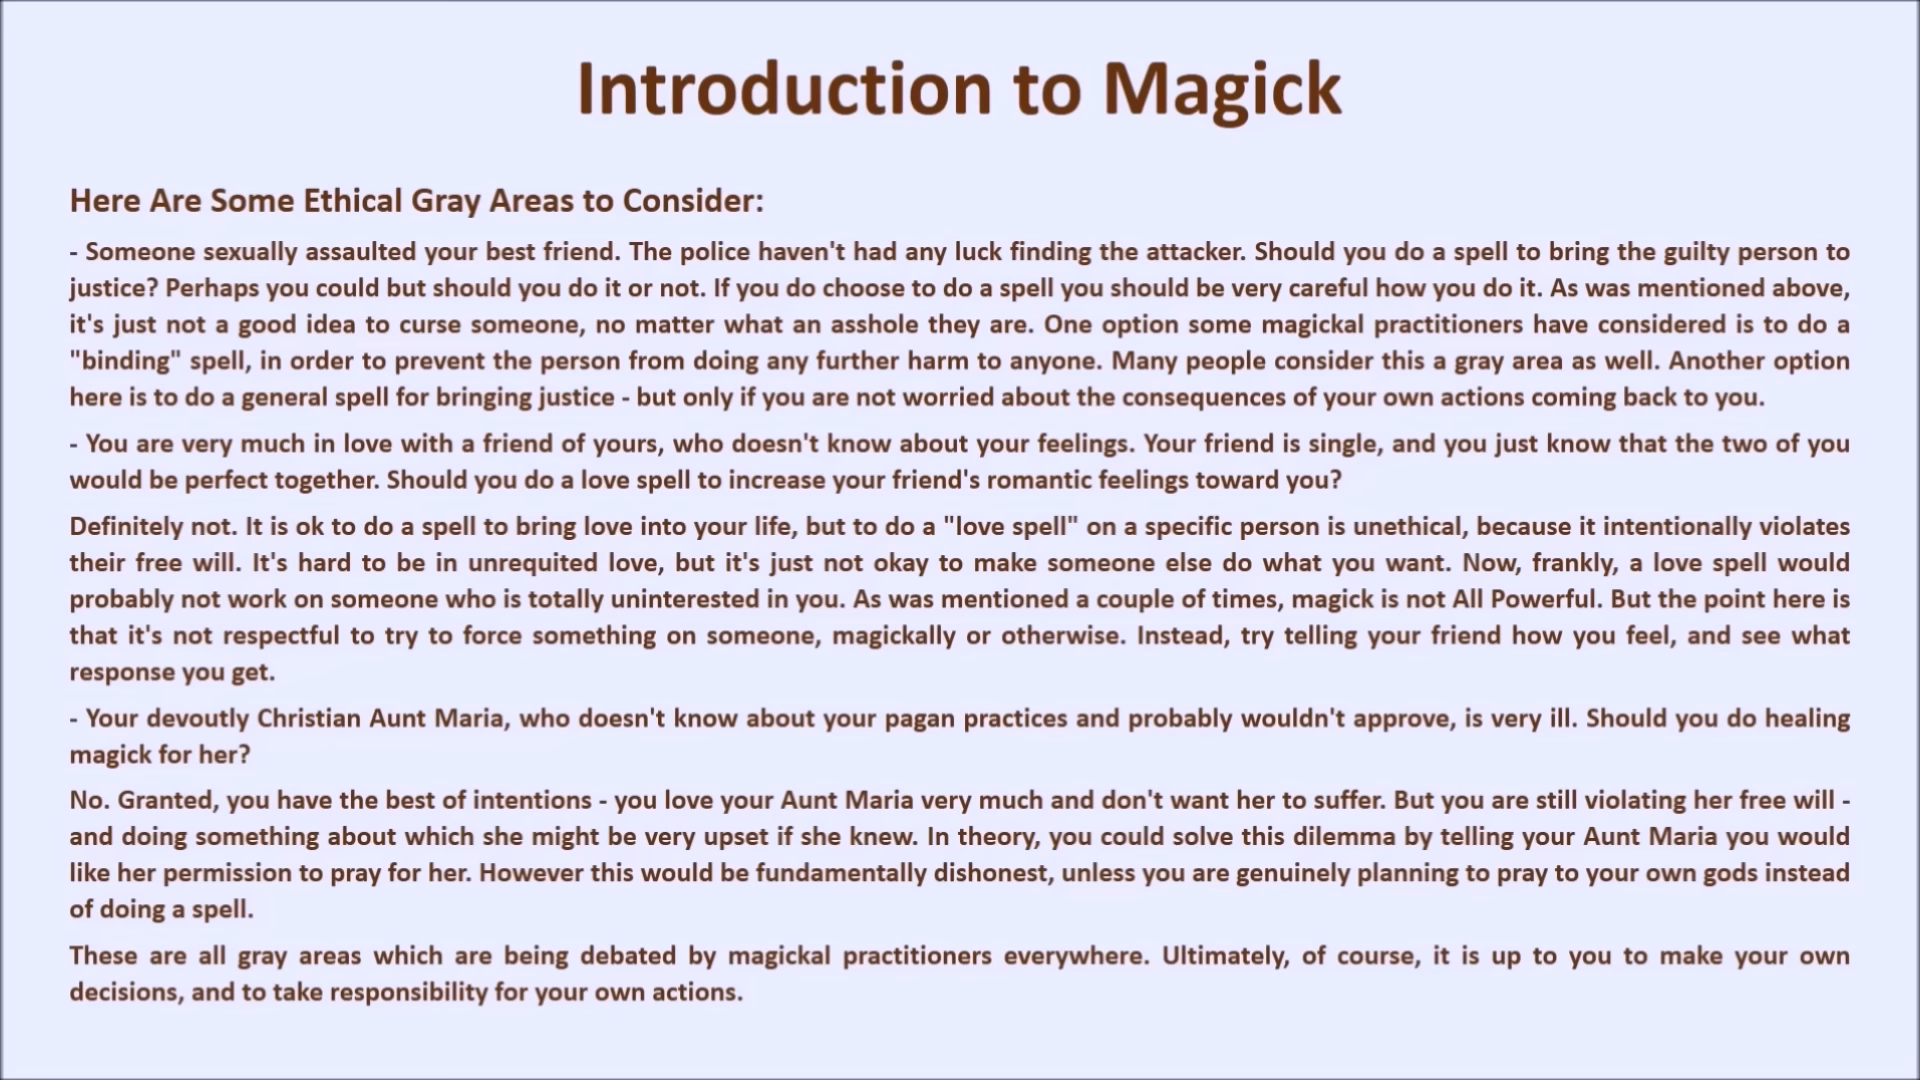 Introduction to Magick
Here Are Some Ethical Gray Areas to Consider:
- Someone sexually assaulted your best friend. The police haven't had any luck finding the attacker. Should you do a spell to bring the guilty person to
justice? Perhaps you could but should you do it or not. If you do choose to do a spell you should be very careful how you do it. As was mentioned above,
it's just not a good idea to curse someone, no matter what an asshole they are. One option some magickal practitioners have considered is to do a
"binding" spell, in order to prevent the person from doing any further harm to anyone. Many people consider this a gray area as well. Another option
here is to do a general spell for bringing justice - but only if you are not worried about the consequences of your own actions coming back to you.
- You are very much in love with a friend of yours, who doesn't know about your feelings. Your friend is single, and you just know that the two of you
would be perfect together. Should you do a love spell to increase your friend's romantic feelings toward you?
Definitely not. It is ok to do a spell to bring love into your life, but to do a "love spell" on a specific person is unethical, because it intentionally violates
their free will. It's hard to be in unrequited love, but it's just not okay to make someone else do what you want. Now, frankly, a love spell would
probably not work on someone who is totally uninterested in you. As was mentioned a couple of times, magick is not All Powerful. But the point here is
that it's not respectful to try to force something on someone, magickally or otherwise. Instead, try telling your friend how you feel, and see what
response you get.
- Your devoutly Christian Aunt Maria, who doesn't know about your pagan practices and probably wouldn't approve, is very ill. Should you do healing
magick for her?
No. Granted, you have the best of intentions - you love your Aunt Maria very much and don't want her to suffer. But you are still violating her free will -
and doing something about which she might be very upset if she knew. In theory, you could solve this dilemma by telling your Aunt Maria you would
like her permission to pray for her. However this would be fundamentally dishonest, unless you are genuinely planning to pray to your own gods instead
of doing a spell.
These are all gray areas which are being debated by magickal practitioners everywhere. Ultimately, of course, it is up to you to make your own
decisions, and to take responsibility for your own actions.